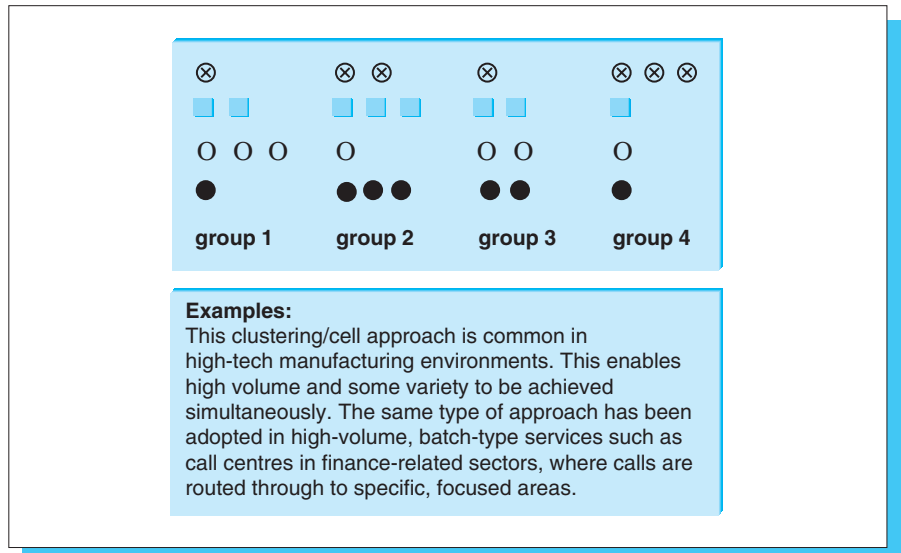 O O O O O O O
group 1 group 2 group 3 group 4
Examples:
This clustering/cell approach is common in
high-tech manufacturing environments. This enables
high volume and some variety to be achieved
simultaneously. The same type of approach has been
adopted in high-volume, batch-type services such as
call centres in finance-related sectors, where calls are
routed through to specific, focused areas.